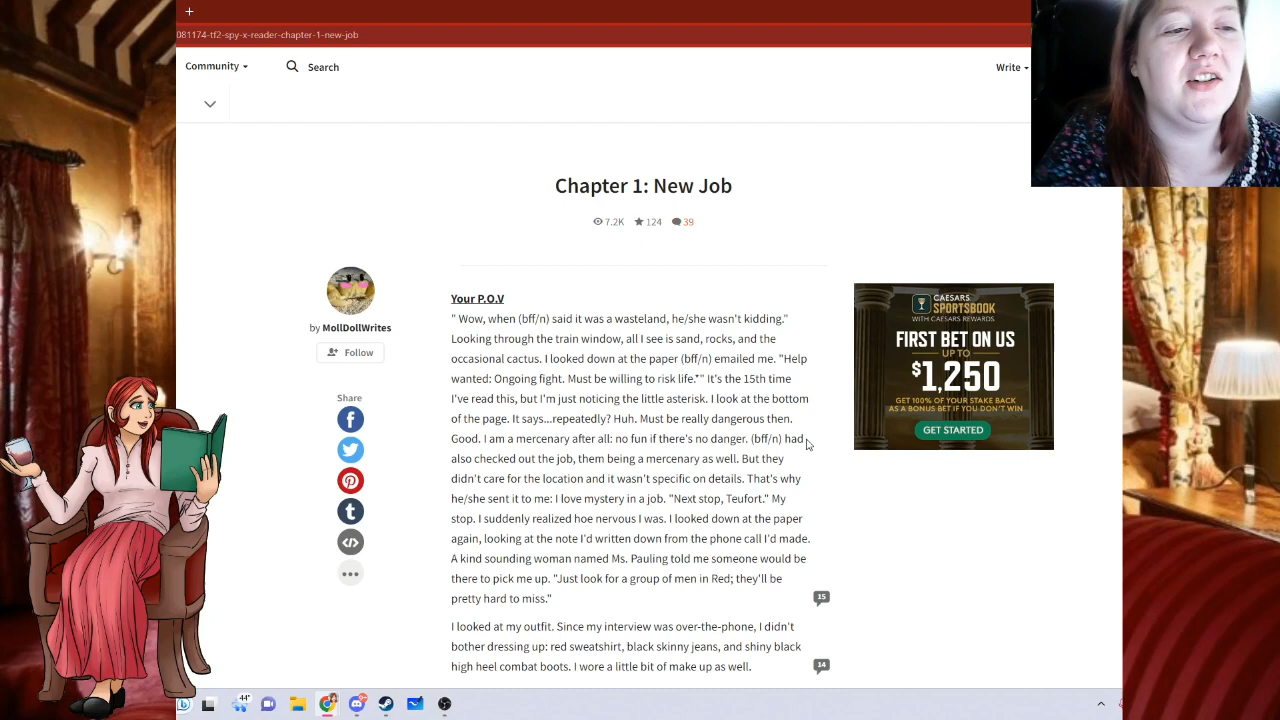 +
081174-tf2-spy-x-reader-chapter-1-new-job
Community
Search
Write
Chapter 1: New Job
7.2K 124 39
by MollDollWrites
Follow
Share
Your P.O.V
" Wow, when (bff/n) said it was a wasteland, he/she wasn't kidding."
Looking through the train window, all I see is sand, rocks, and the
occasional cactus. I looked down at the paper (bff/n) emailed me. "Help
wanted: Ongoing fight. Must be willing to risk life.*" It's the 15th time
I've read this, but I'm just noticing the little asterisk. I look at the bottom
of the page. It says...repeatedly? Huh. Must be really dangerous then.
Good. I am a mercenary after all: no fun if there's no danger. (bff/n) had
also checked out the job, them being a mercenary as well. But they
didn't care for the location and it wasn't specific on details. That's why
he/she sent it to me: I love mystery in a job. "Next stop, Teufort." My
stop. I suddenly realized hoe nervous I was. I looked down at the paper
again, looking at the note I'd written down from the phone call I'd made.
A kind sounding woman named Ms. Pauling told me someone would be
there to pick me up. "Just look for a group of men in Red; they'll be
pretty hard to miss."
15
I looked at my outfit. Since my interview was over-the-phone, I didn't
bother dressing up: red sweatshirt, black skinny jeans, and shiny black
high heel combat boots. I wore a little bit of make up as well.
14
CAESARS
SPORTSBOOK
WITH CAESARS REWARDS
FIRST BET ON US
UP TO
$1,250
GET 100% OF YOUR STAKE BACK
AS A BONUS BET IF YOU DON'T WIN
GET STARTED
44°